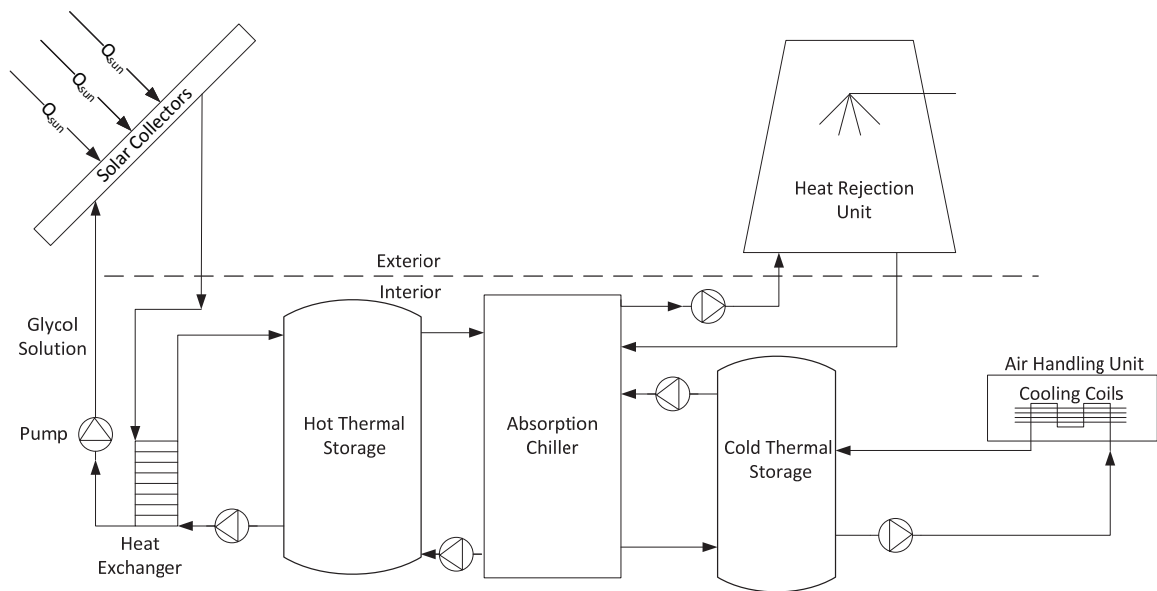 Qsun
Qsun
Qsun
Solar Collectors
Heat Rejection
Unit
Exterior
Interior
Glycol
Solution
Air Handling Unit
Cooling Coils
Pump
Hot Thermal
Storage
Absorption
Chiller
Cold Thermal
Storage
Heat
Exchanger